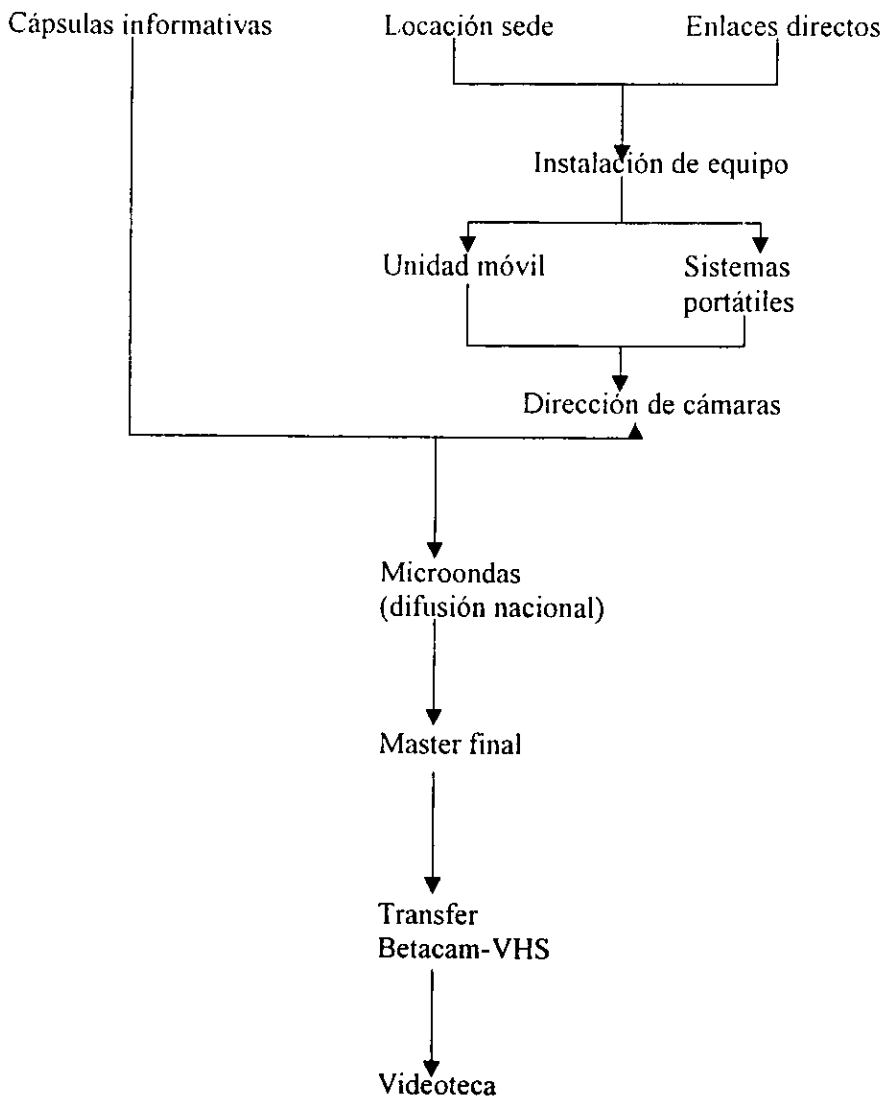 Cápsulas informativas
Locación sede
Enlaces directos
Instalación de equipo
Unidad móvil
Sistemas
portátiles
Dirección de cámaras
Microondas
(difusión nacional)
Master final
Transfer
Betacam-VHS
Videoteca